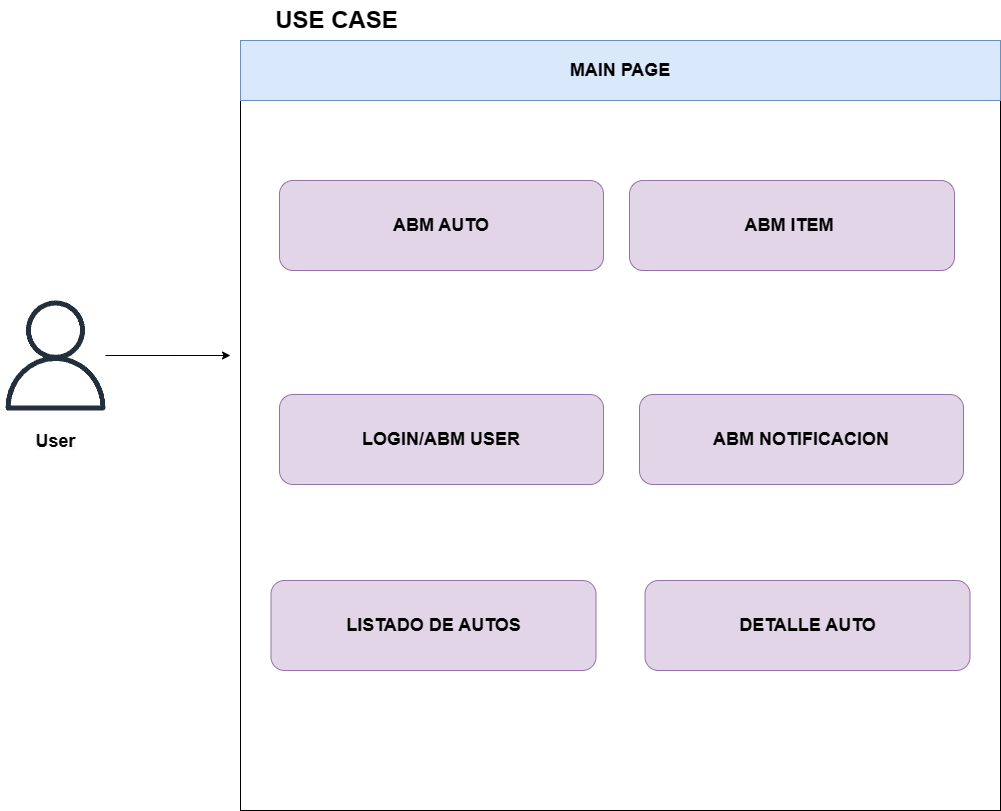 USE CASE
MAIN PAGE
ABM AUTO
ABM ITEM
User
LOGIN/ABM USER
ABM NOTIFICACION
LISTADO DE AUTOS
DETALLE AUTO